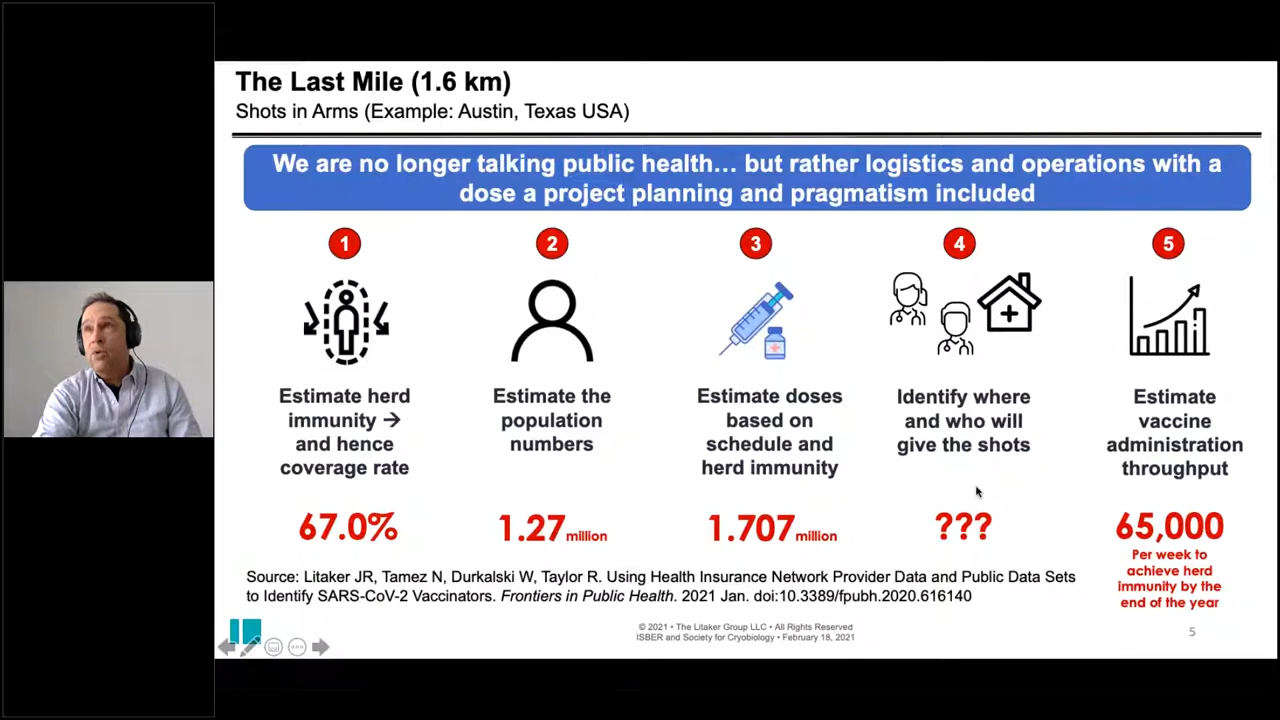 The Last Mile (1.6 km)
Shots in Arms (Example: Austin, Texas USA)
We are no longer talking public health… but rather logistics and operations with a
dose a project planning and pragmatism included
1
2
3
4
5
Estimate herd
immunity →
and hence
coverage rate
Estimate the
population
numbers
Estimate doses
based on
schedule and
herd immunity
Identify where
and who will
give the shots
Estimate
vaccine
administration
throughput
67.0%
1.27 million
1.707 million
???
65,000
Per week to
achieve herd
immunity by the
end of the year
Source: Litaker JR, Tamez N, Durkalski W, Taylor R. Using Health Insurance Network Provider Data and Public Data Sets
to Identify SARS-CoV-2 Vaccinators. Frontiers in Public Health. 2021 Jan. doi:10.3389/fpubh.2020.616140
© 2021 • The Litaker Group LLC • All Rights Reserved
ISBER and Society for Cryobiology • February 18, 2021
5